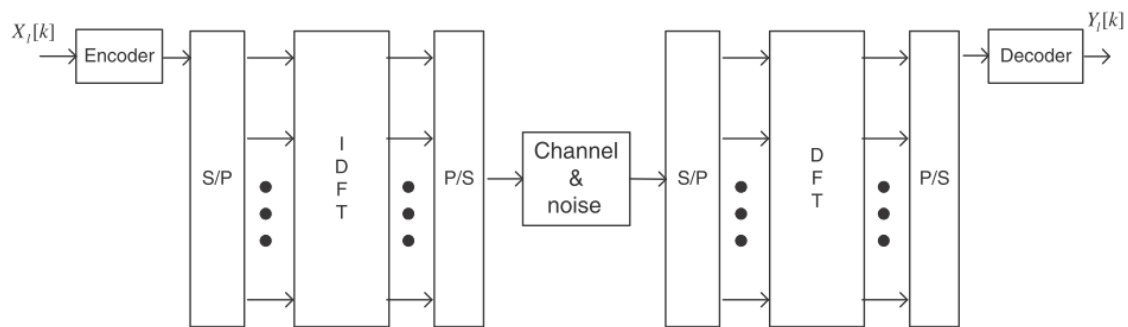 X_l[k]
Encoder
S/P
I
D
F
T
P/S
Channel
&
noise
S/P
D
F
T
P/S
Decoder
Y_l[k]